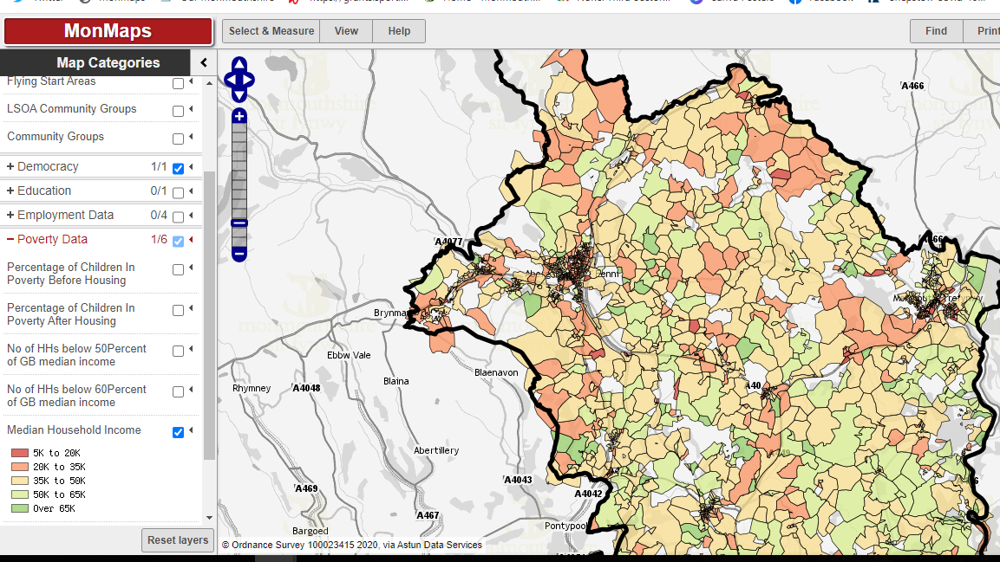 Twitter
MonMaps
Select & Measure
View
Help
Find
Print
Map Categories
Flying Start Areas
LSOA Community Groups
Community Groups
+ Democracy 1/1
+ Education 0/1
+ Employment Data 0/4
− Poverty Data 1/6
Percentage of Children In
Poverty Before Housing
Percentage of Children In
Poverty After Housing
No of HHs below 50Percent
of GB median income
No of HHs below 60Percent
of GB median income
Median Household Income
5K to 20K
20K to 35K
35K to 50K
50K to 65K
Over 65K
Reset layers
A466
A4077
A466
Ebbw Vale
Rhymney
A4048
Blaina
Blaenavon
A40
Abertillery
A4043
A469
A4042
A467
Bargoed
Pontypool
© Ordnance Survey 100023415 2020, via Astun Data Services